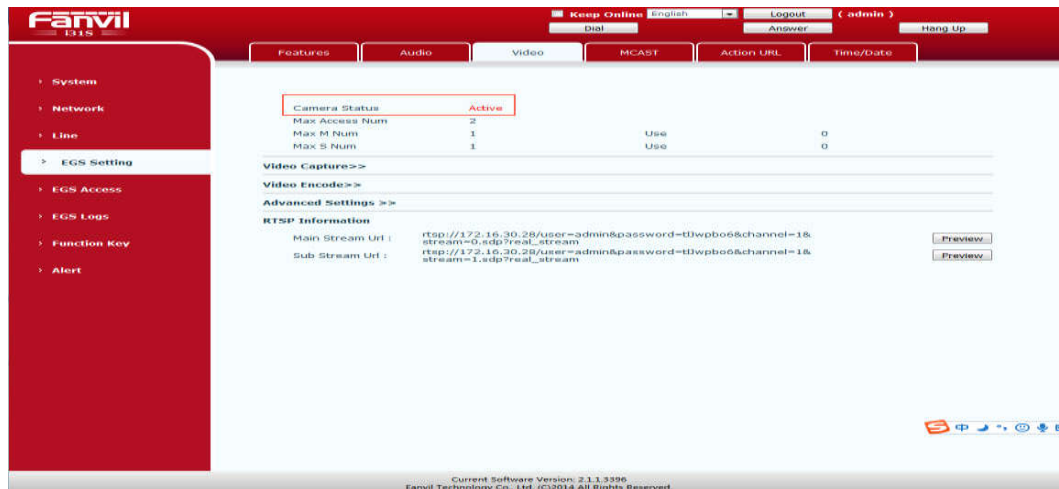 Fanvil
i31S
Keep Online English Logout ( admin )
Dial Answer Hang Up
Features Audio Video MCAST Action URL Time/Date
› System
› Network
› Line
› EGS Setting
› EGS Access
› EGS Logs
› Function Key
› Alert
Camera Status Active
Max Access Num 2
Max M Num 1 Use 0
Max S Num 1 Use 0
Video Capture>>
Video Encode>>
Advanced Settings >>
RTSP Information
Main Stream Url : rtsp://172.16.30.28/user=admin&password=tlJwpbo6&channel=1&
stream=0.sdp?real_stream Preview
Sub Stream Url : rtsp://172.16.30.28/user=admin&password=tlJwpbo6&channel=1&
stream=1.sdp?real_stream Preview
中
Current Software Version: 2.1.1.3396
Fanvil Technology Co., Ltd. (C)2014 All Rights Reserved.